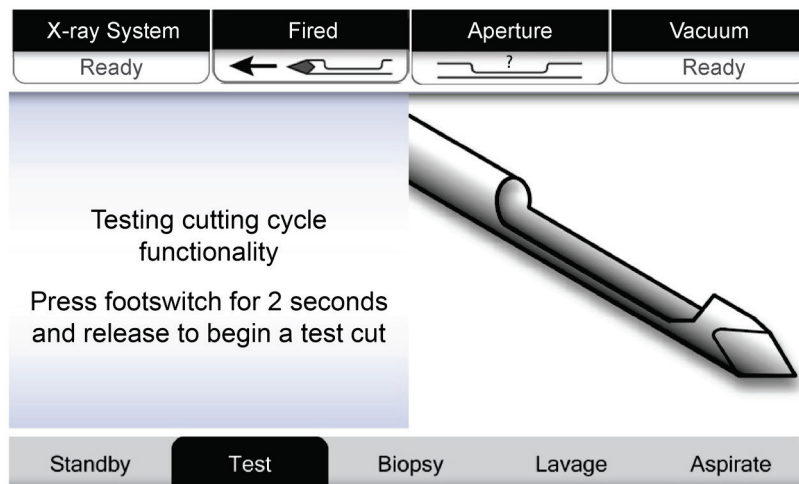 X-ray System
Fired
Aperture
Vacuum
Ready
?
Ready
Testing cutting cycle
functionality
Press footswitch for 2 seconds
and release to begin a test cut
Standby
Test
Biopsy
Lavage
Aspirate